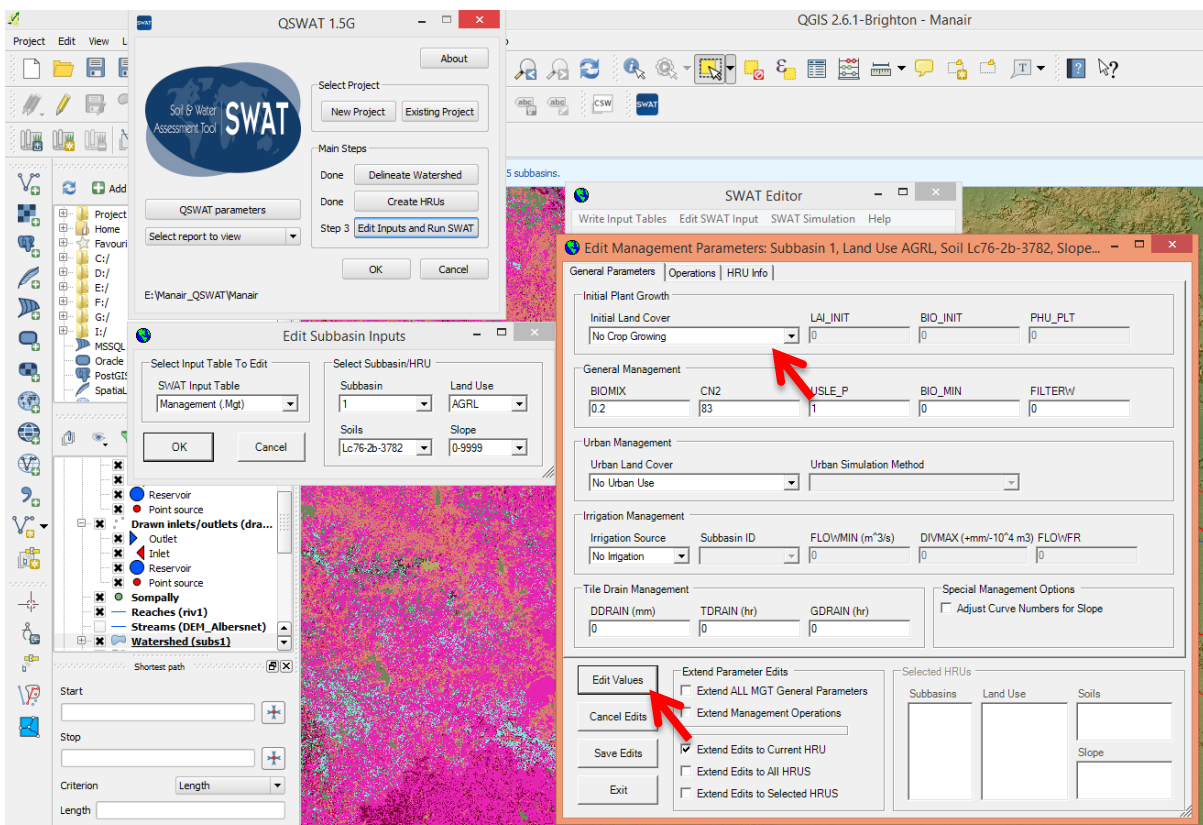 QGIS 2.6.1-Brighton - Manair
Project Edit View
QSWAT 1.5G
About
Soil & Water
Assessment Tool
SWAT
Select Project
New Project Existing Project
Main Steps
Done Delineate Watershed
Done Create HRUs
Step 3 Edit Inputs and Run SWAT
QSWAT parameters
Select report to view
OK Cancel
E:\Manair_QSWAT\Manair
abc abc CSW SWAT
5 subbasins.
Add
Project
Home
Favouri
C:/
D:/
E:/
F:/
G:/
I:/
MSSQL
Oracle
PostGIS
SpatiaL
SWAT Editor
Write Input Tables Edit SWAT Input SWAT Simulation Help
Edit Subbasin Inputs
Select Input Table To Edit
SWAT Input Table
Management (.Mgt)
OK Cancel
Select Subbasin/HRU
Subbasin Land Use
1 AGRL
Soils Slope
Lc76-2b-3782 0-9999
Reservoir
Point source
Drawn inlets/outlets (dra...
Outlet
Inlet
Reservoir
Point source
Sompally
Reaches (riv1)
Streams (DEM_Albersnet)
Watershed (subs1)
Shortest path
Start
Stop
Criterion Length
Length
Edit Management Parameters: Subbasin 1, Land Use AGRL, Soil Lc76-2b-3782, Slope...
General Parameters Operations HRU Info
Initial Plant Growth
Initial Land Cover LAI_INIT BIO_INIT PHU_PLT
No Crop Growing 0 0 0
General Management
BIOMIX CN2 USLE_P BIO_MIN FILTERW
0.2 83 1 0 0
Urban Management
Urban Land Cover Urban Simulation Method
No Urban Use
Irrigation Management
Irrigation Source Subbasin ID FLOWMIN (m^3/s) DIVMAX (+mm/-10^4 m3) FLOWFR
No Irrigation 0 0 0
Tile Drain Management
DDRAIN (mm) TDRAIN (hr) GDRAIN (hr)
0 0 0
Special Management Options
Adjust Curve Numbers for Slope
Edit Values
Cancel Edits
Save Edits
Exit
Extend Parameter Edits
Extend ALL MGT General Parameters
Extend Management Operations
Extend Edits to Current HRU
Extend Edits to All HRUS
Extend Edits to Selected HRUS
Selected HRUs
Subbasins Land Use Soils
Slope